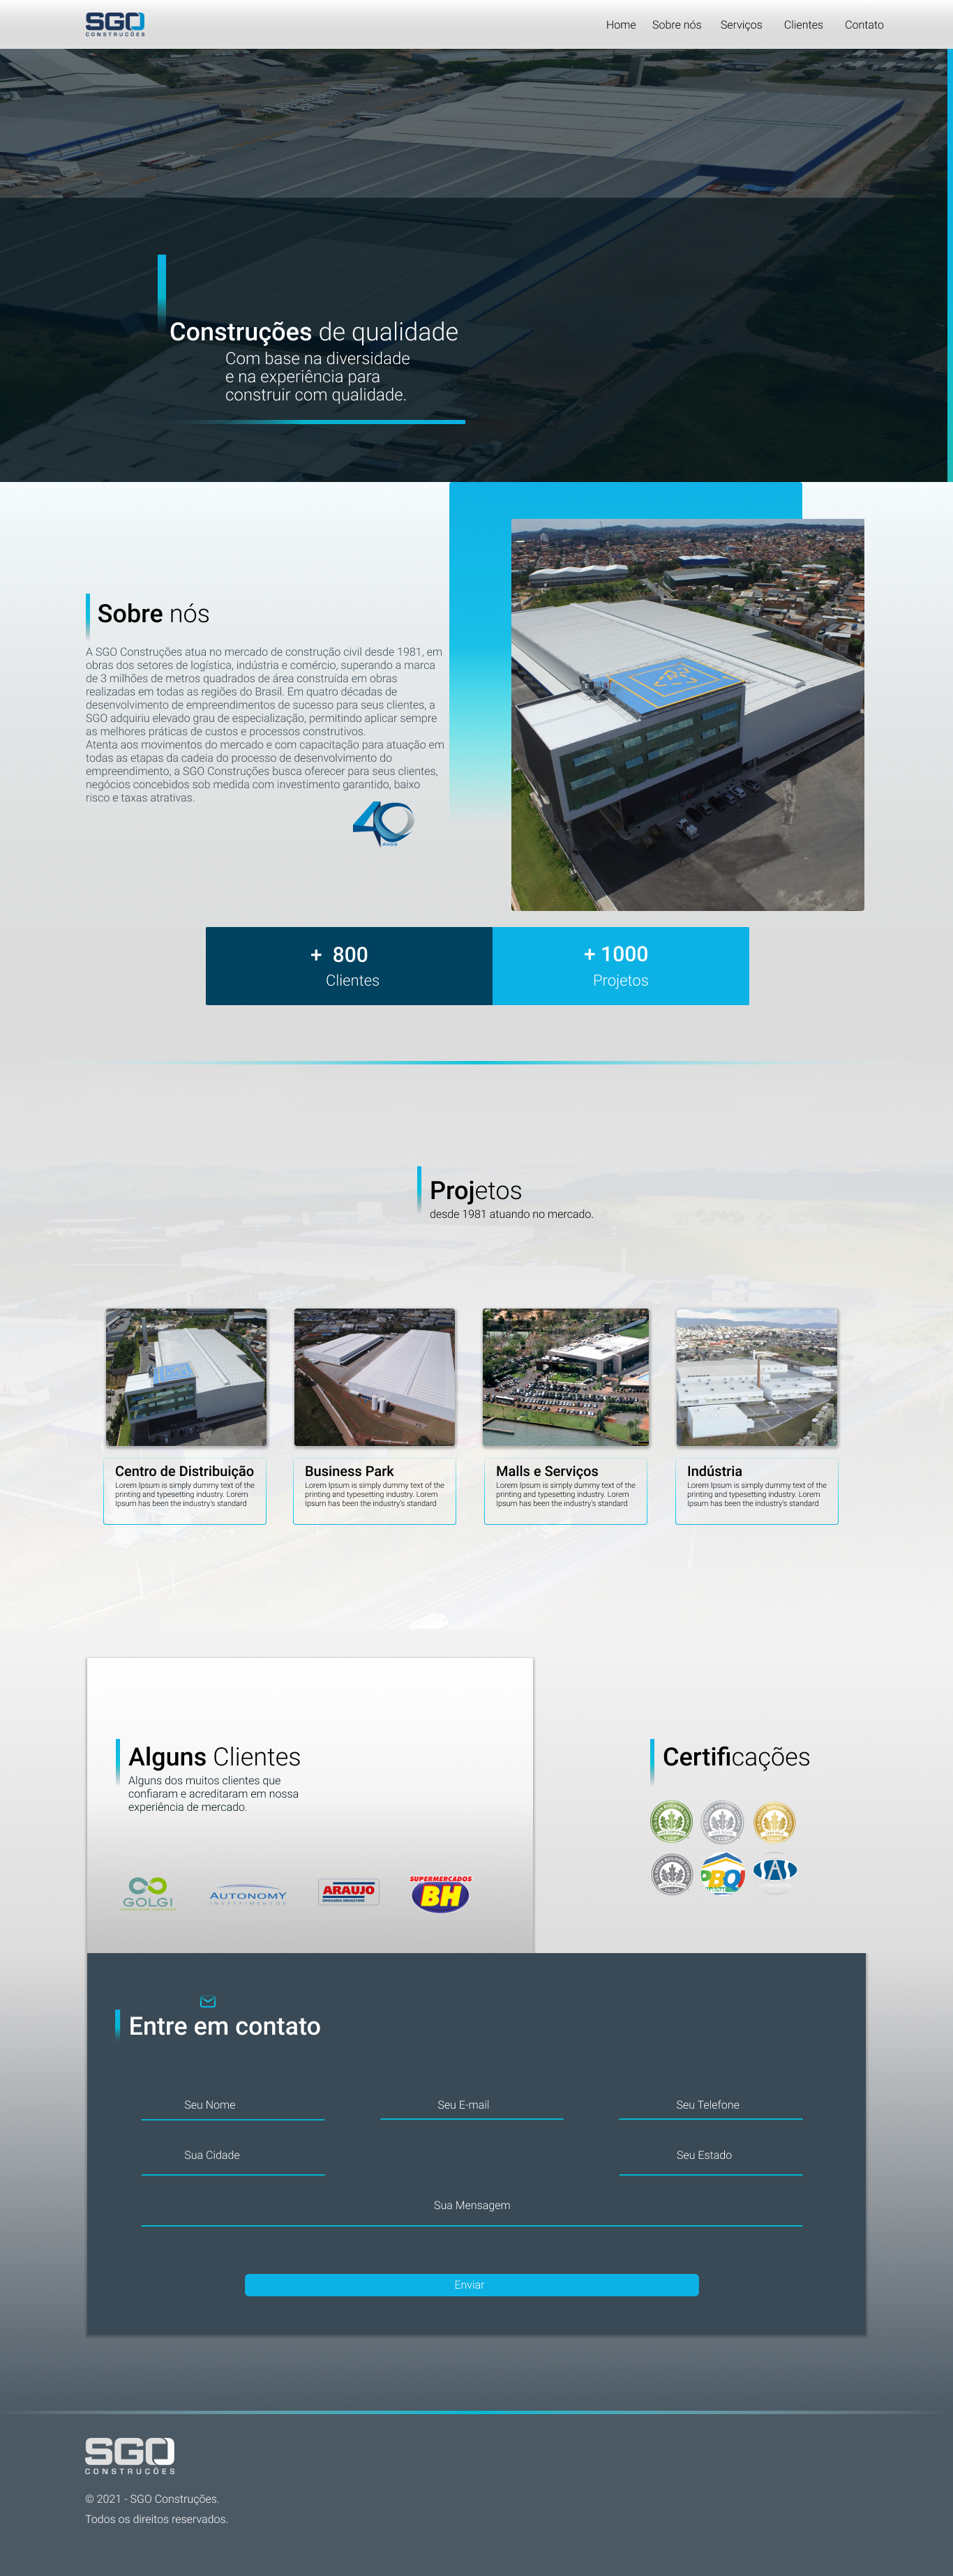 SGO
CONSTRUÇÕES
Home Sobre nós Serviços Clientes Contato
Construções de qualidade
Com base na diversidade
e na experiência para
construir com qualidade.
Sobre nós
A SGO Construções atua no mercado de construção civil desde 1981, em
obras dos setores de logística, indústria e comércio, superando a marca
de 3 milhões de metros quadrados de área construída em obras
realizadas em todas as regiões do Brasil. Em quatro décadas de
desenvolvimento de empreendimentos de sucesso para seus clientes, a
SGO adquiriu elevado grau de especialização, permitindo aplicar sempre
as melhores práticas de custos e processos construtivos.
Atenta aos movimentos do mercado e com capacitação para atuação em
todas as etapas da cadeia do processo de desenvolvimento do
empreendimento, a SGO Construções busca oferecer para seus clientes,
negócios concebidos sob medida com investimento garantido, baixo
risco e taxas atrativas.
40
Anos
+ 800
Clientes
+ 1000
Projetos
Projetos
desde 1981 atuando no mercado.
Centro de Distribuição
Lorem Ipsum is simply dummy text of the
printing and typesetting industry. Lorem
Ipsum has been the industry's standard
Business Park
Lorem Ipsum is simply dummy text of the
printing and typesetting industry. Lorem
Ipsum has been the industry's standard
Malls e Serviços
Lorem Ipsum is simply dummy text of the
printing and typesetting industry. Lorem
Ipsum has been the industry's standard
Indústria
Lorem Ipsum is simply dummy text of the
printing and typesetting industry. Lorem
Ipsum has been the industry's standard
Alguns Clientes
Alguns dos muitos clientes que
confiaram e acreditaram em nossa
experiência de mercado.
GOLGI
AUTONOMY
INVESTIMENTOS
ARAUJO
DROGARIA DRUGSTORE
SUPERMERCADOS
BH
Certificações
Entre em contato
Seu Nome
Seu E-mail
Seu Telefone
Sua Cidade
Seu Estado
Sua Mensagem
Enviar
SGO
CONSTRUÇÕES
© 2021 - SGO Construções.
Todos os direitos reservados.